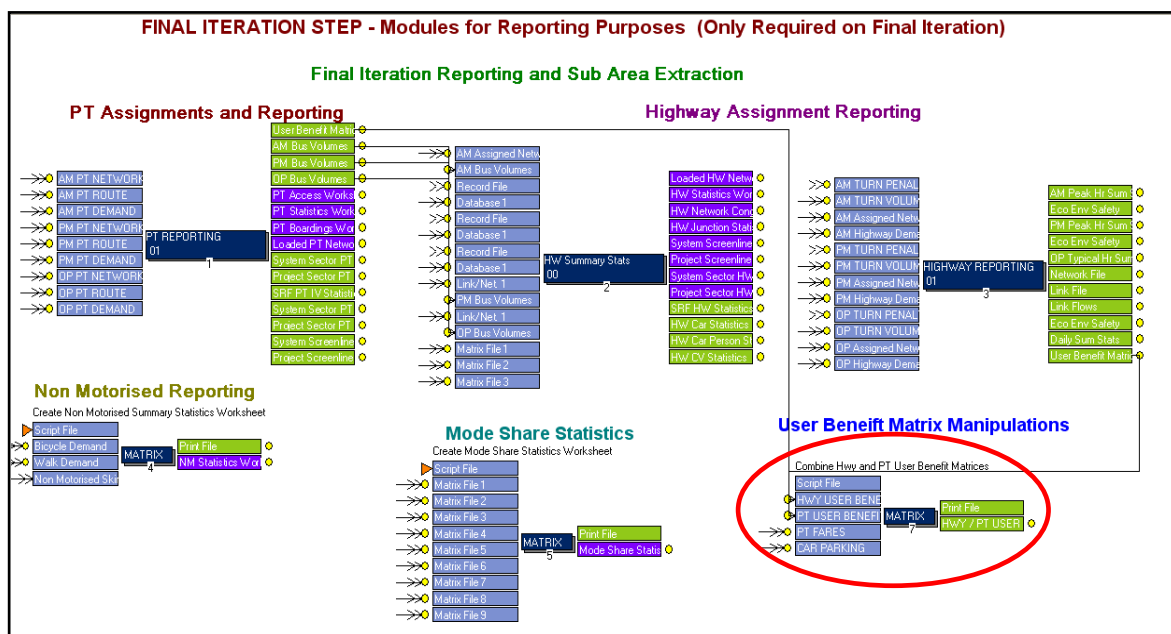 FINAL ITERATION STEP - Modules for Reporting Purposes (Only Required on Final Iteration)
Final Iteration Reporting and Sub Area Extraction
PT Assignments and Reporting
AM PT NETWORK
AM PT ROUTE
AM PT DEMAND
PM PT NETWORK
PM PT ROUTE
PM PT DEMAND
OP PT NETWORK
OP PT ROUTE
OP PT DEMAND
PT REPORTING
01
1
User Benefit Matric
AM Bus Volumes
PM Bus Volumes
OP Bus Volumes
PT Access Works
PT Statistics Work
PT Boardings Wor
Loaded PT Netwo
System Sector PT
Project Sector PT
SRF PT IV Statisti
System Sector PT
Project Sector PT
System Screenline
Project Screenline
Highway Assignment Reporting
AM Assigned Netw
AM Bus Volumes
Record File
Database 1
Record File
Database 1
Record File
Database 1
Link/Net. 1
PM Bus Volumes
Link/Net. 1
OP Bus Volumes
Matrix File 1
Matrix File 2
Matrix File 3
HW Summary Stats
00
2
Loaded HW Netwo
HW Statistics Wor
HW Network Cong
HW Junction Stati
System Screenline
Project Screenline
System Sector HW
Project Sector HW
SRF HW Statistics
HW Car Statistics
HW Car Person St
HW CV Statistics
AM TURN PENAL
AM TURN VOLUM
AM Assigned Netw
AM Highway Dema
PM TURN PENAL
PM TURN VOLUM
PM Assigned Netw
PM Highway Dema
OP TURN PENAL
OP TURN VOLUM
OP Assigned Netw
OP Highway Dema
HIGHWAY REPORTING
01
3
AM Peak Hr Sum S
Eco Env Safety
PM Peak Hr Sum S
Eco Env Safety
OP Typical Hr Sum
Network File
Link File
Link Flows
Eco Env Safety
Daily Sum Stats
User Benefit Matric
Non Motorised Reporting
Create Non Motorised Summary Statistics Worksheet
Script File
Bicycle Demand
Walk Demand
Non Motorised Skim
MATRIX
4
Print File
NM Statistics Wor
Mode Share Statistics
Create Mode Share Statistics Worksheet
Script File
Matrix File 1
Matrix File 2
Matrix File 3
Matrix File 4
Matrix File 5
Matrix File 6
Matrix File 7
Matrix File 8
Matrix File 9
MATRIX
5
Print File
Mode Share Statis
User Beneift Matrix Manipulations
Combine Hwy and PT User Benefit Matrices
Script File
HWY USER BENE
PT USER BENEFI
PT FARES
CAR PARKING
MATRIX
7
Print File
HWY / PT USER